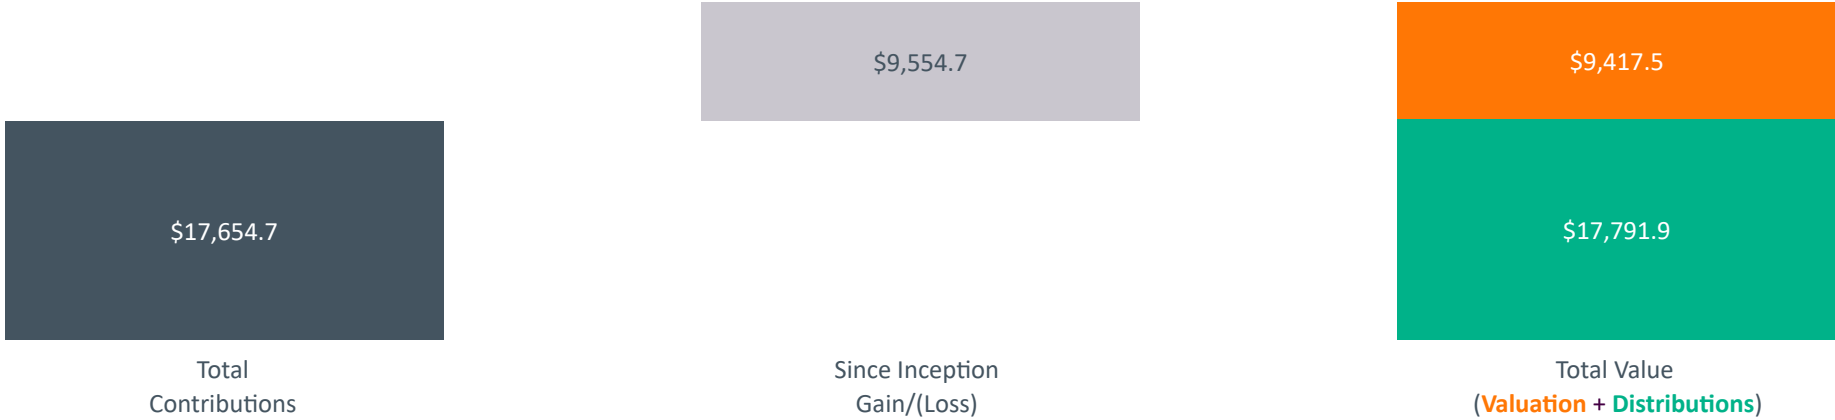 $9,554.7
$9,417.5
$17,654.7
$17,791.9
Total
Contributions
Since Inception
Gain/(Loss)
Total Value
(Valuation + Distributions)